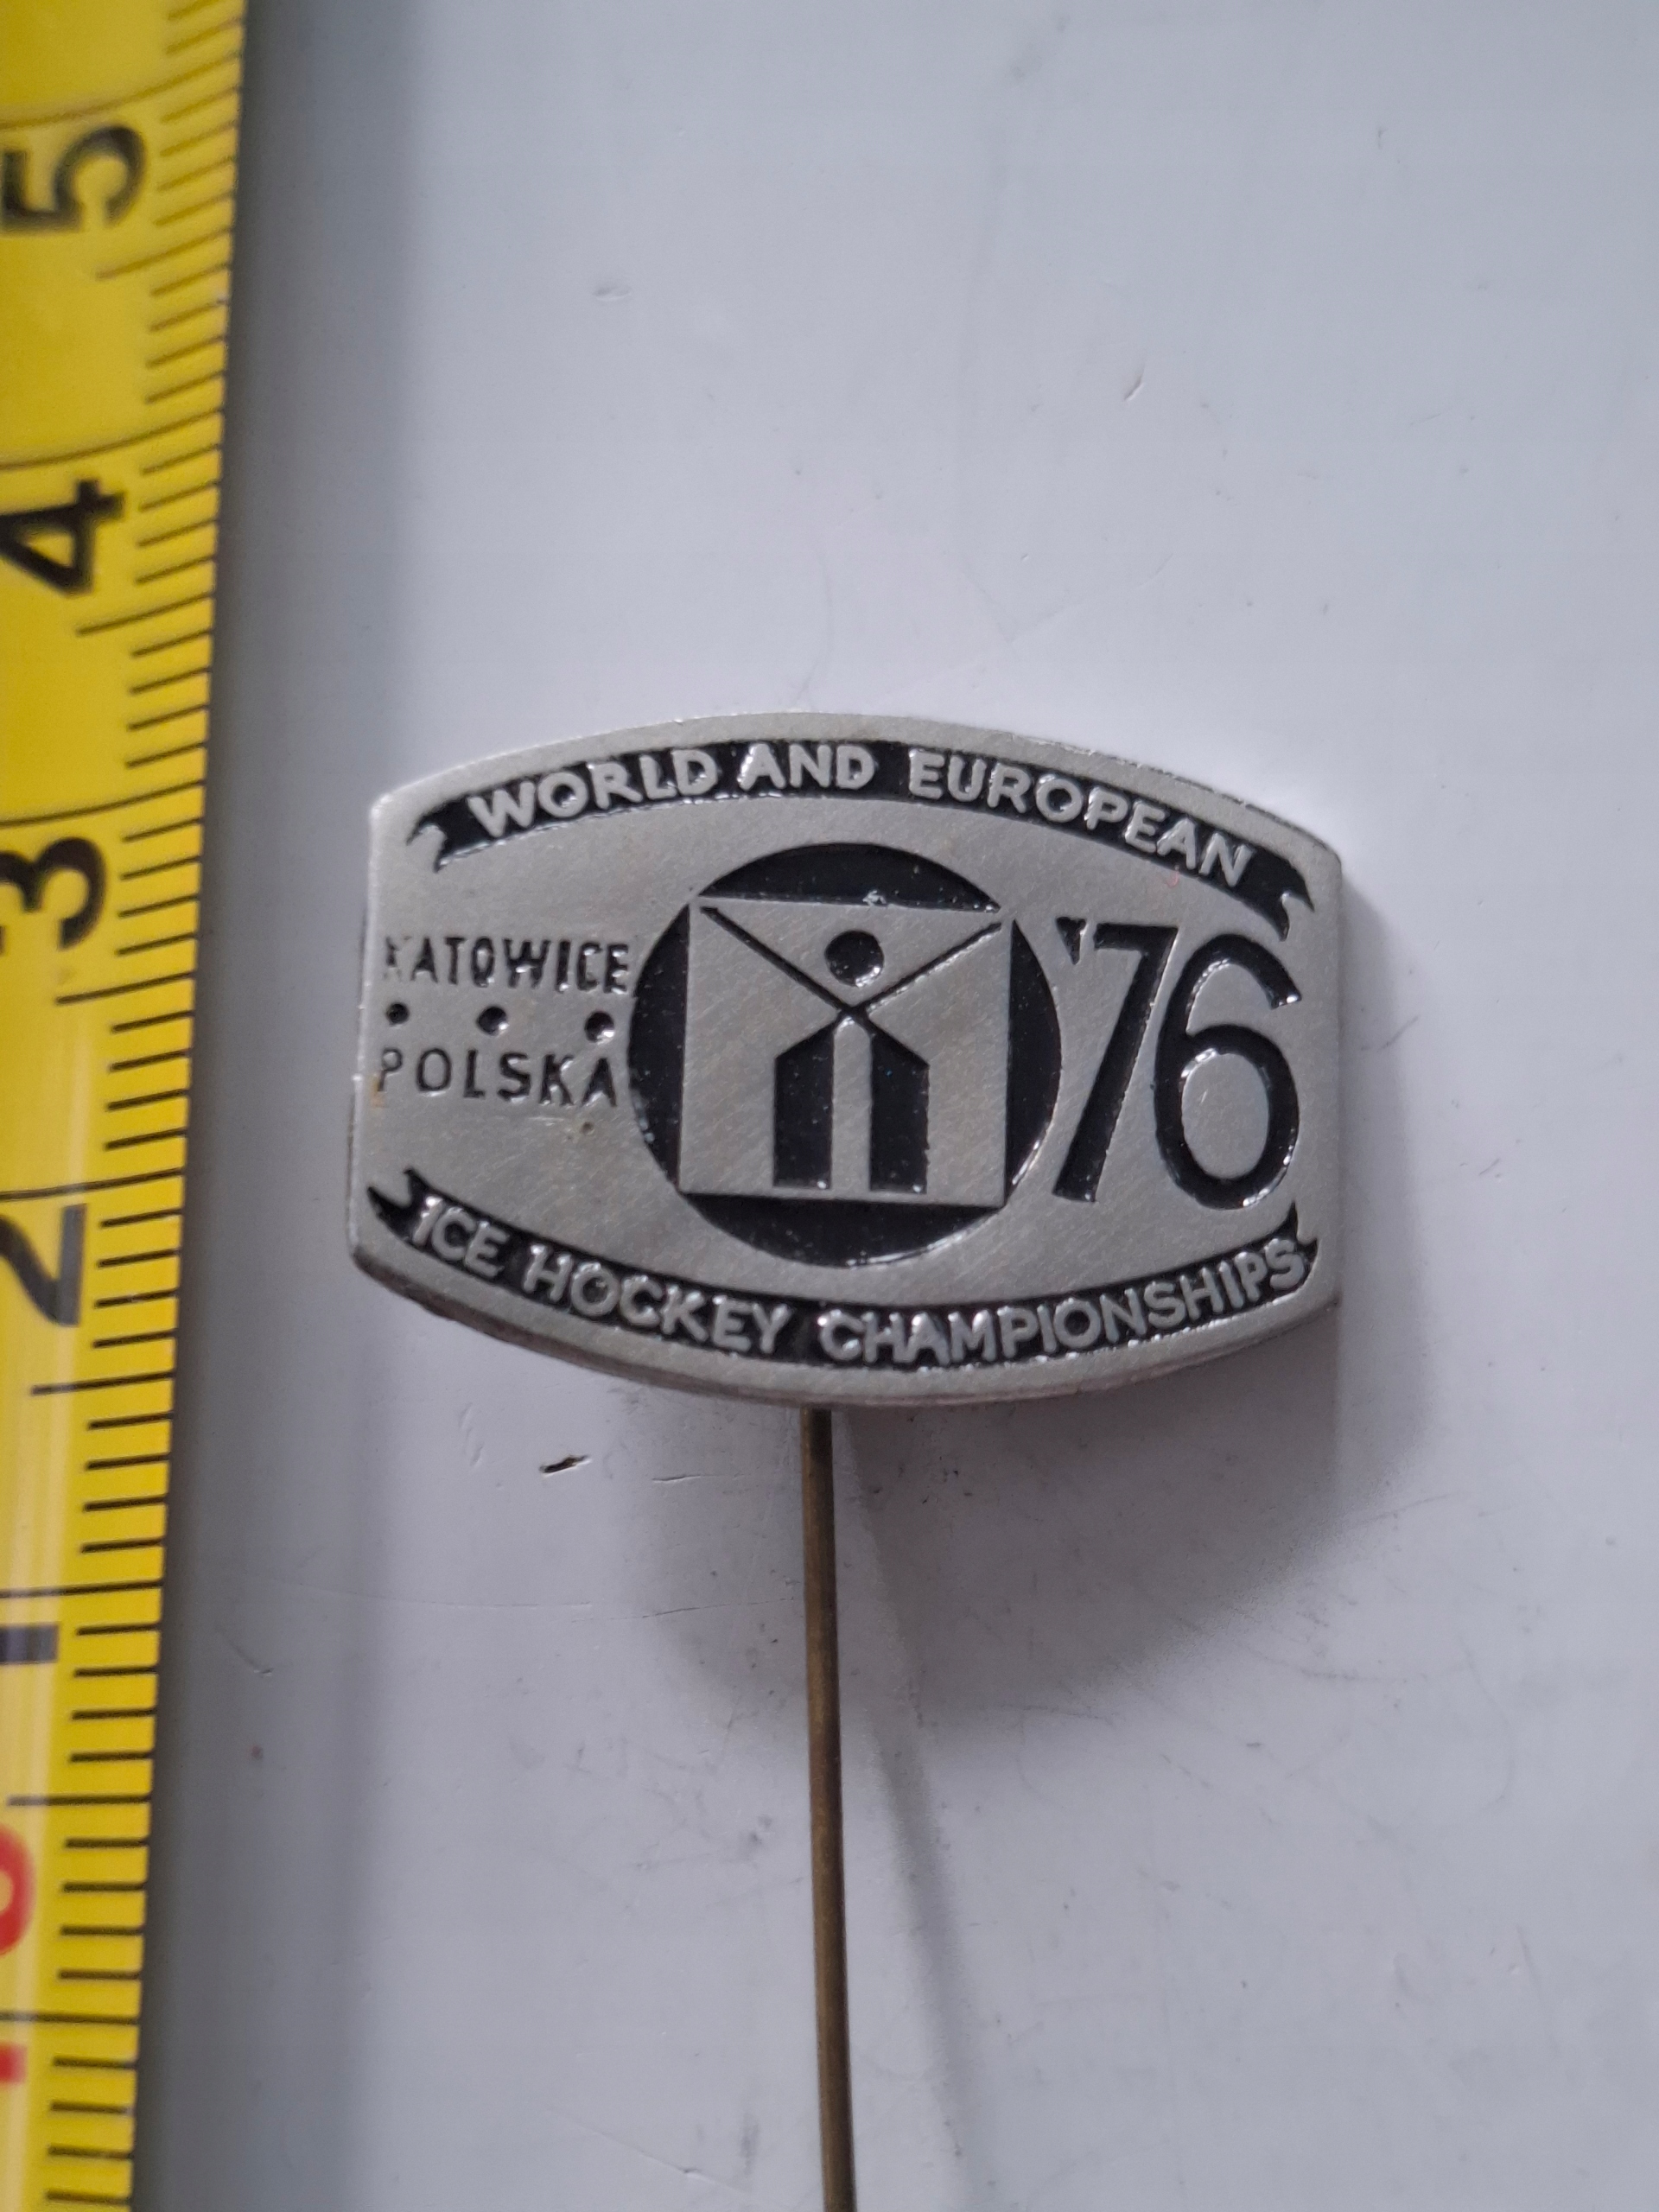 WORLD AND EUROPEAN
KATOWICE
POLSKA
'76
ICE HOCKEY CHAMPIONSHIPS
5
4
3
2
1